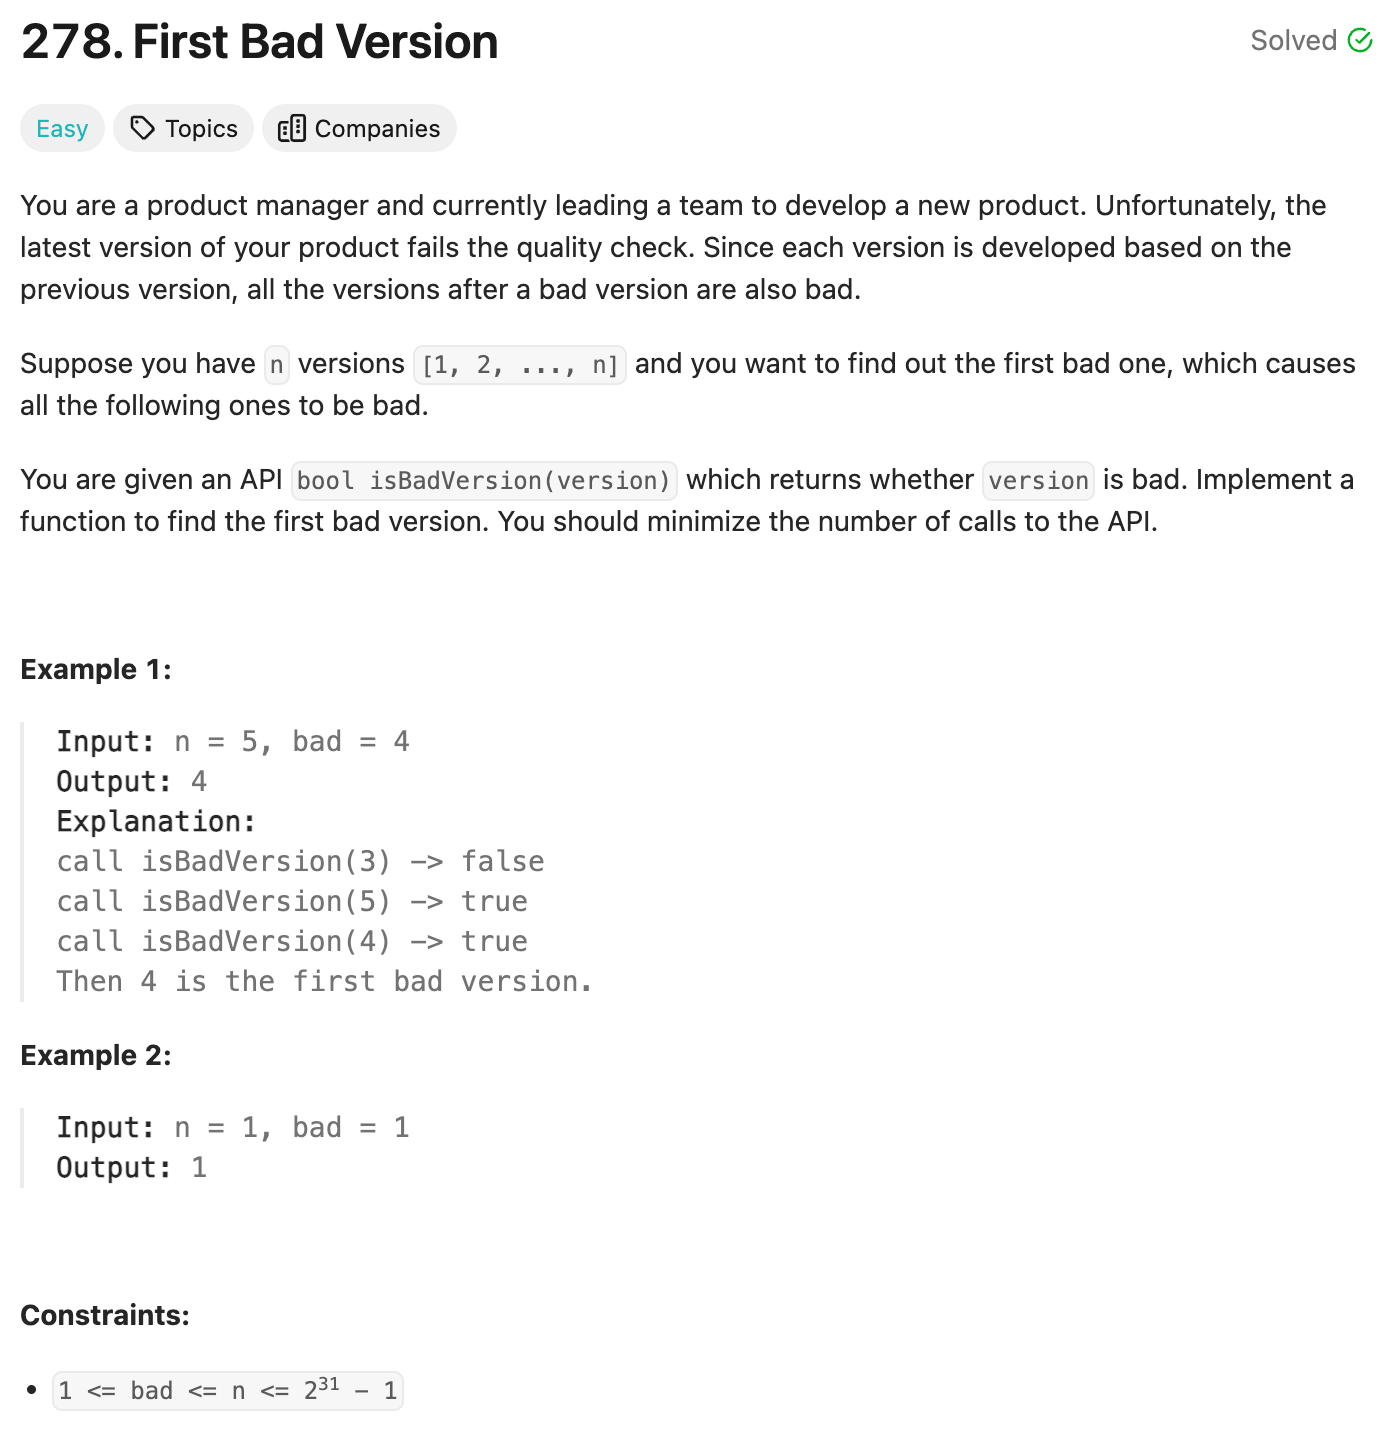 278. First Bad Version
Solved
Easy
Topics
Companies
You are a product manager and currently leading a team to develop a new product. Unfortunately, the
latest version of your product fails the quality check. Since each version is developed based on the
previous version, all the versions after a bad version are also bad.
Suppose you have n versions [1, 2, ..., n] and you want to find out the first bad one, which causes
all the following ones to be bad.
You are given an API bool isBadVersion(version) which returns whether version is bad. Implement a
function to find the first bad version. You should minimize the number of calls to the API.
Example 1:
Input: n = 5, bad = 4
Output: 4
Explanation:
call isBadVersion(3) -> false
call isBadVersion(5) -> true
call isBadVersion(4) -> true
Then 4 is the first bad version.
Example 2:
Input: n = 1, bad = 1
Output: 1
Constraints:
• 1 <= bad <= n <= 2³¹ - 1